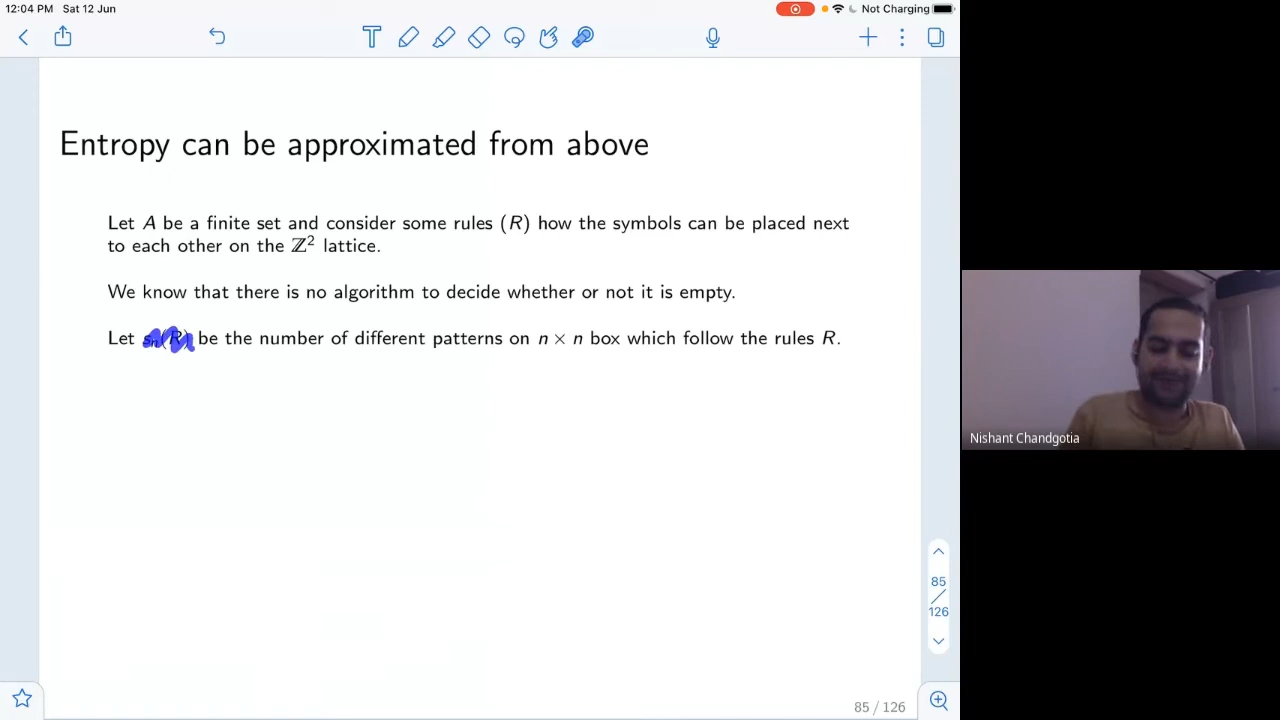 12:04 PM Sat 12 Jun
Not Charging
T
Entropy can be approximated from above
Let A be a finite set and consider some rules (R) how the symbols can be placed next
to each other on the ℤ² lattice.
We know that there is no algorithm to decide whether or not it is empty.
Let sₙ(R) be the number of different patterns on n × n box which follow the rules R.
Nishant Chandgotia
85
126
85 / 126